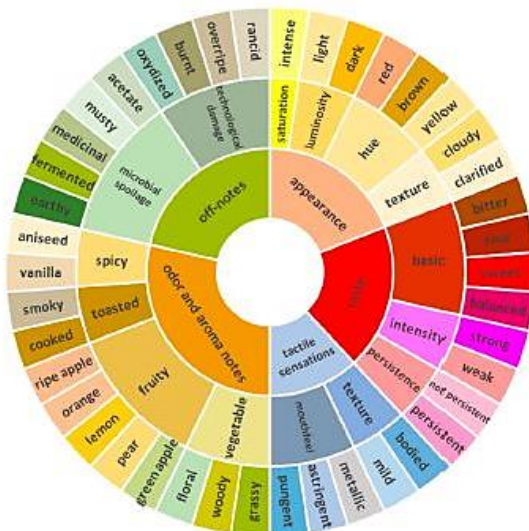 intense
light
dark
red
brown
yellow
cloudy
clarified
bitter
sour
sweet
balanced
strong
weak
not persistent
persistent
bodied
mild
metallic
astringent
pungent
grassy
woody
floral
green apple
pear
lemon
orange
ripe apple
cooked
smoky
vanilla
aniseed
earthy
fermented
medicinal
musty
acetate
oxydized
burnt
overripe
rancid
saturation
luminosity
hue
texture
basic
intensity
persistence
texture
mouthfeel
vegetable
fruity
toasted
spicy
microbial
spoilage
technological
damage
appearance
taste
tactile
sensations
odor and aroma notes
off-notes